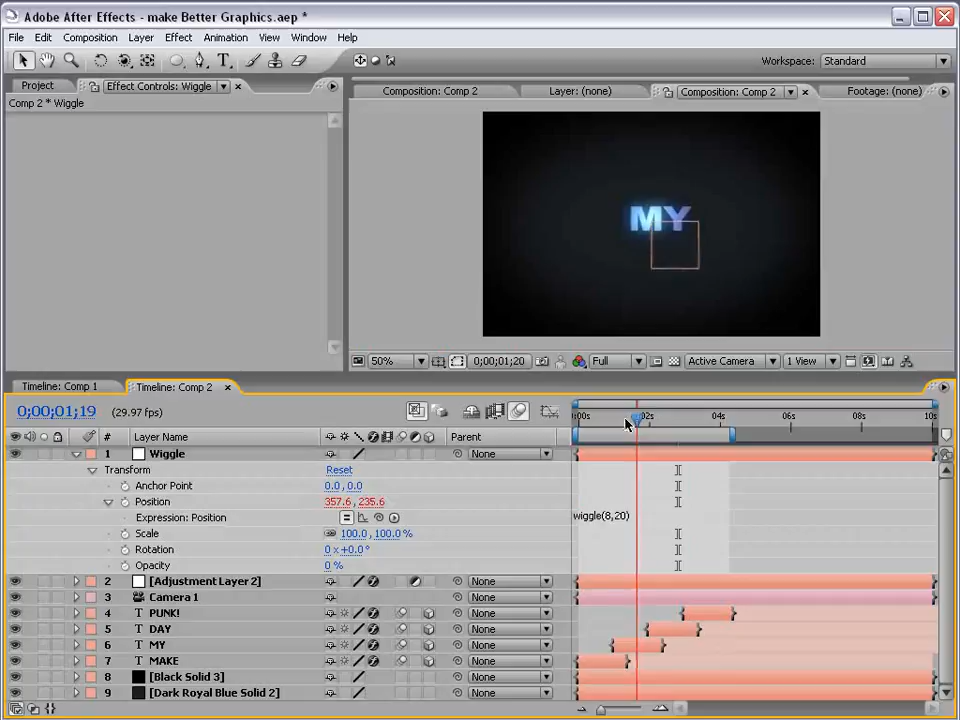 Adobe After Effects - make Better Graphics.aep *
File Edit Composition Layer Effect Animation View Window Help
Workspace: Standard
Project Effect Controls: Wiggle
Comp 2 * Wiggle
Composition: Comp 2 Layer: (none) Composition: Comp 2 Footage: (none)
MY
50% 0;00;01;20 Full Active Camera 1 View
Timeline: Comp 1 Timeline: Comp 2
0;00;01;19 (29.97 fps)
:00s 02s 04s 06s 08s 10s
# Layer Name Parent
1 Wiggle None
Transform Reset
Anchor Point 0.0, 0.0
Position 357.6, 235.6
Expression: Position wiggle(8,20)
Scale 100.0, 100.0%
Rotation 0 x +0.0°
Opacity 0 %
2 [Adjustment Layer 2] None
3 Camera 1 None
4 T PUNK! None
5 T DAY None
6 T MY None
7 T MAKE None
8 [Black Solid 3] None
9 [Dark Royal Blue Solid 2] None